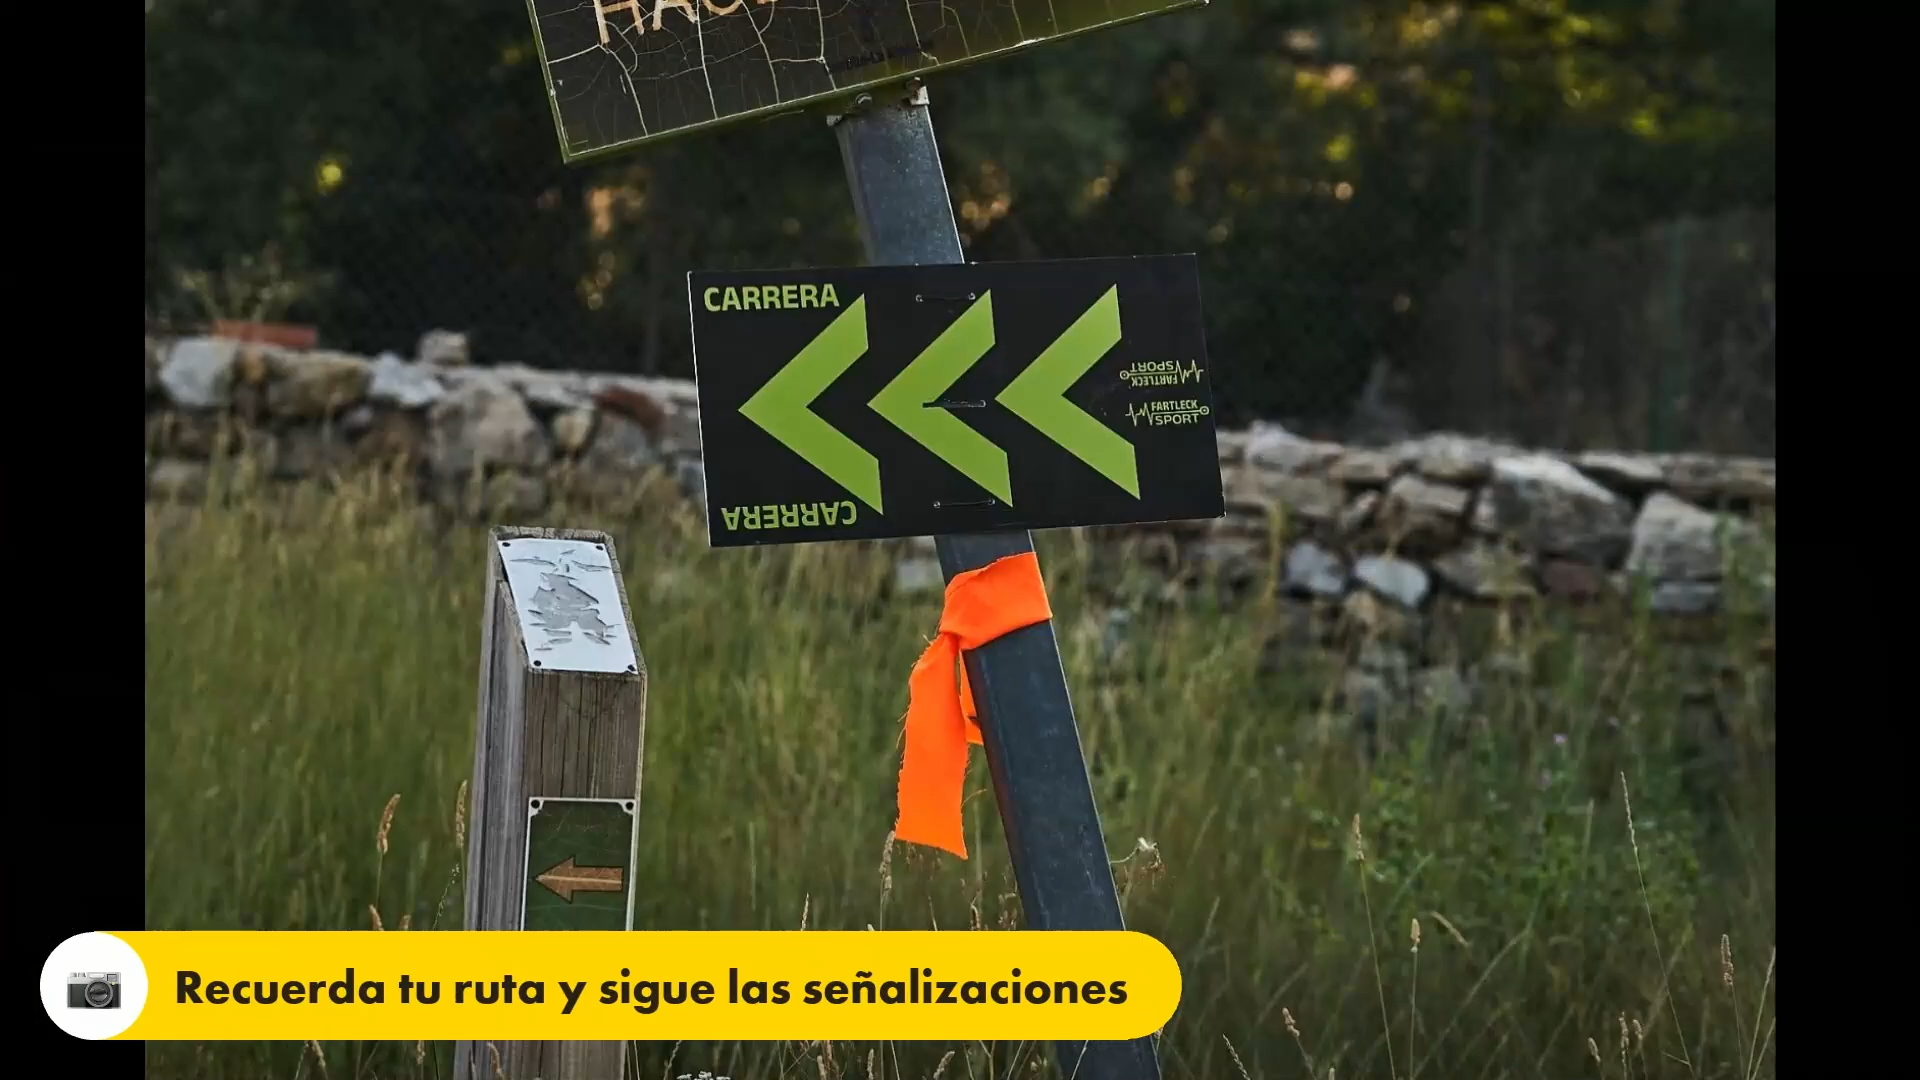 CARRERA
FARTLECK
SPORT
FARTLECK
SPORT
CARRERA
Recuerda tu ruta y sigue las señalizaciones